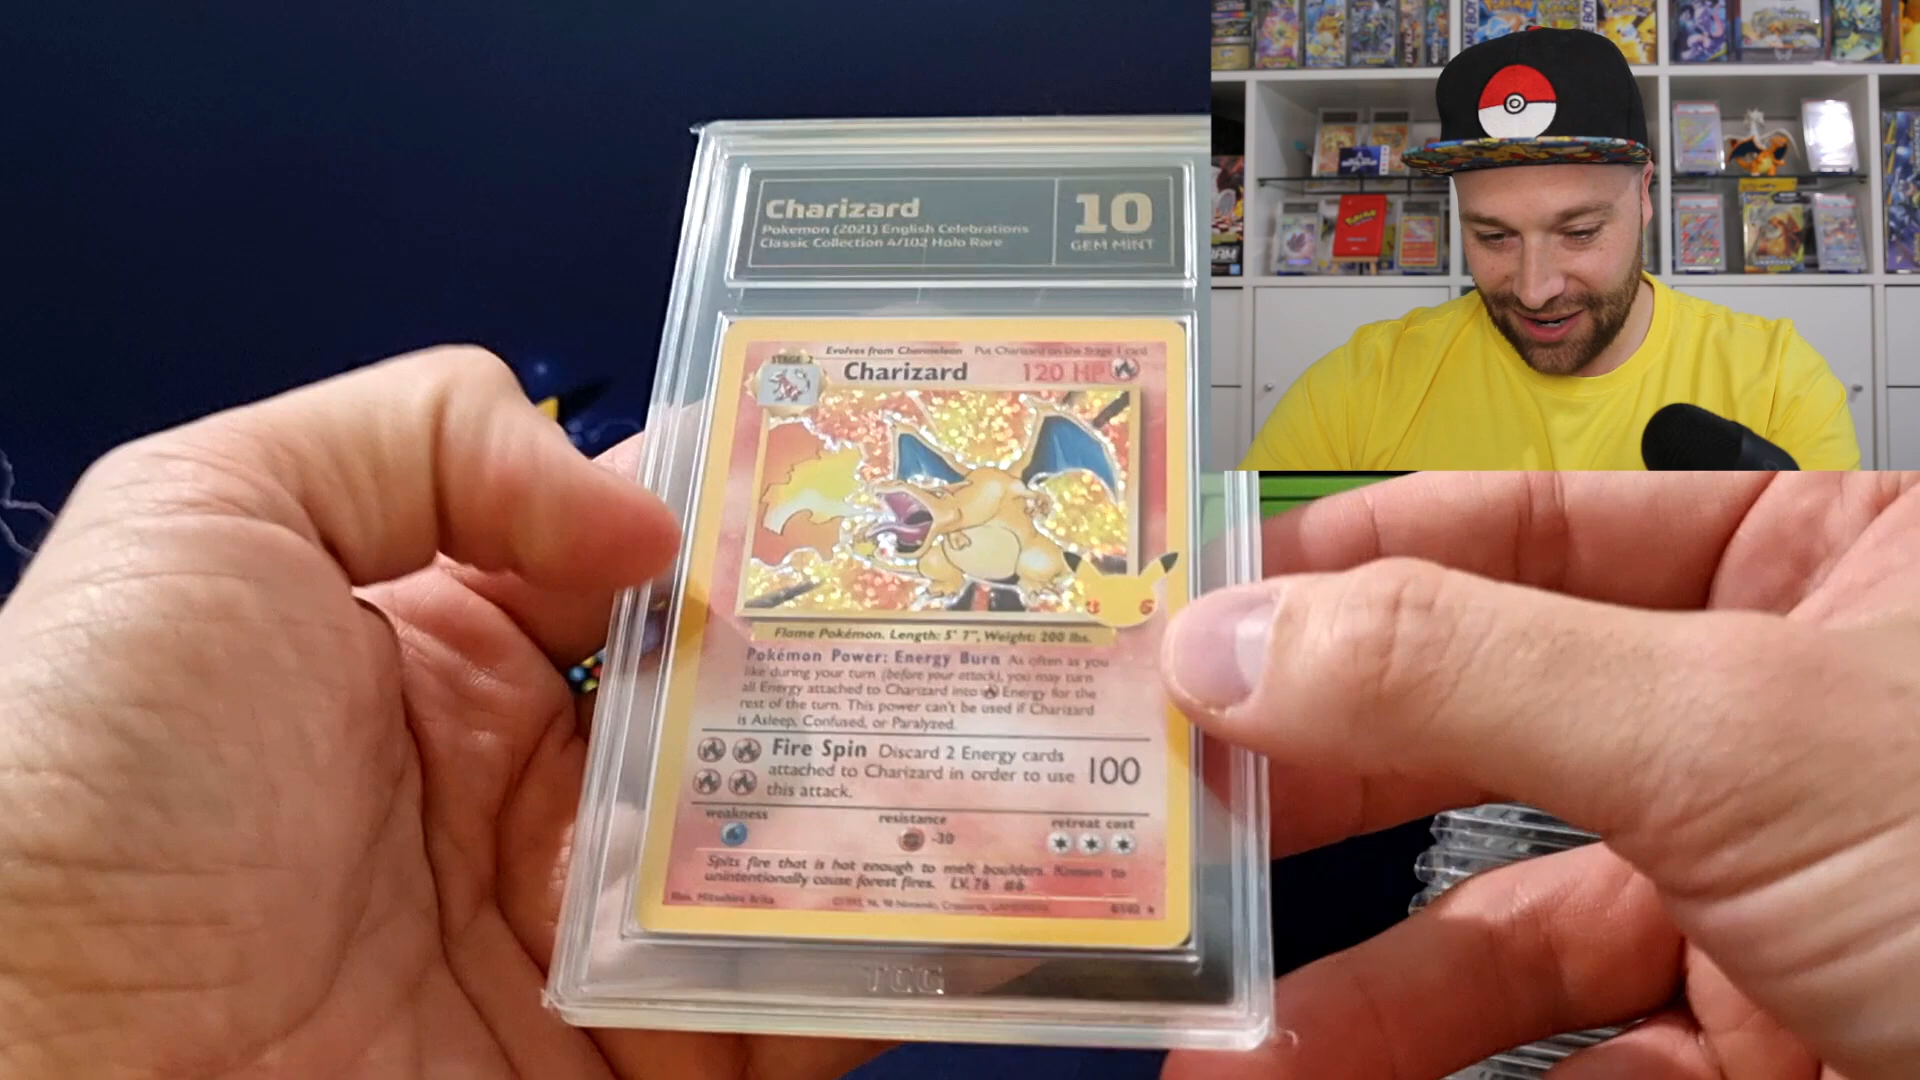 Charizard
Pokemon (2021) English Celebrations
Classic Collection 4/102 Holo Rare
10
GEM MINT
Evolves from Charmeleon Put Charizard on the Stage 1 card
STAGE 2
Charizard 120 HP
Flame Pokémon. Length: 5' 7", Weight: 200 lbs.
Pokémon Power: Energy Burn As often as you
like during your turn (before your attack), you may turn
all Energy attached to Charizard into Energy for the
rest of the turn. This power can't be used if Charizard
is Asleep, Confused, or Paralyzed.
Fire Spin Discard 2 Energy cards
attached to Charizard in order to use 100
this attack.
weakness resistance retreat cost
-30
Spits fire that is hot enough to melt boulders. Known to
unintentionally cause forest fires. LV. 76 #6
Illus. Mitsuhiro Arita
4/102